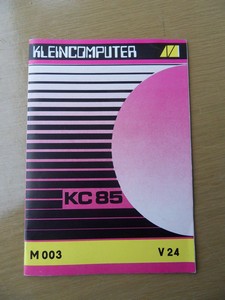 KLEINCOMPUTER
KC 85
M 003 V 24